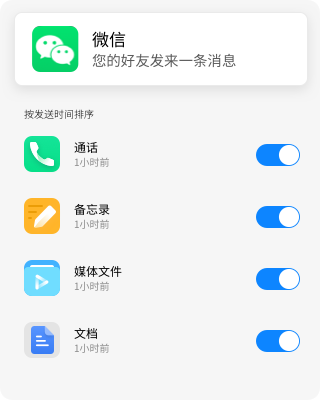 微信
您的好友发来一条消息
按发送时间排序
通话
1小时前
备忘录
1小时前
媒体文件
1小时前
文档
1小时前